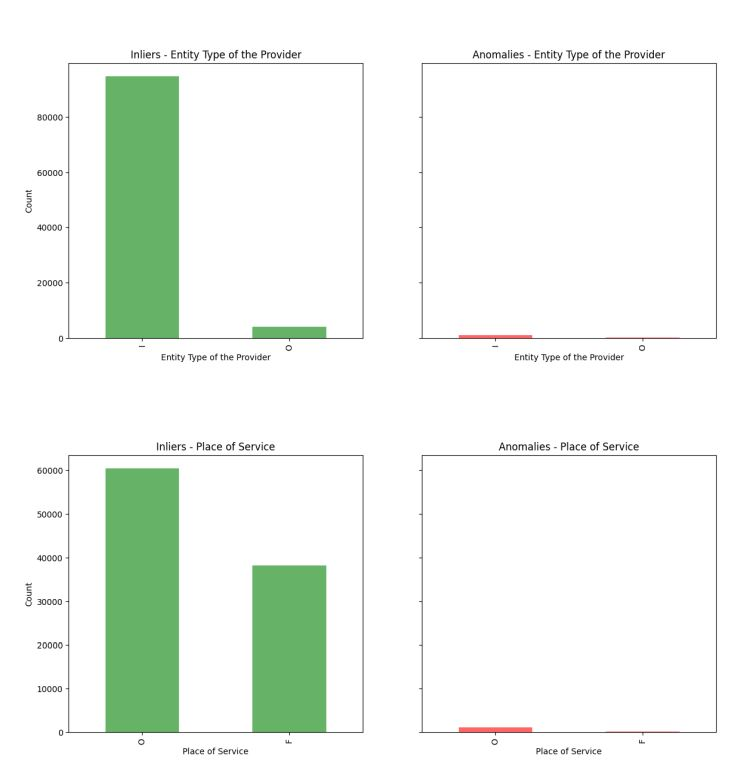 Inliers - Entity Type of the Provider
Anomalies - Entity Type of the Provider
Count
80000
60000
40000
20000
0
I
O
Entity Type of the Provider
I
O
Entity Type of the Provider
Inliers - Place of Service
Anomalies - Place of Service
Count
60000
50000
40000
30000
20000
10000
0
O
F
Place of Service
O
F
Place of Service